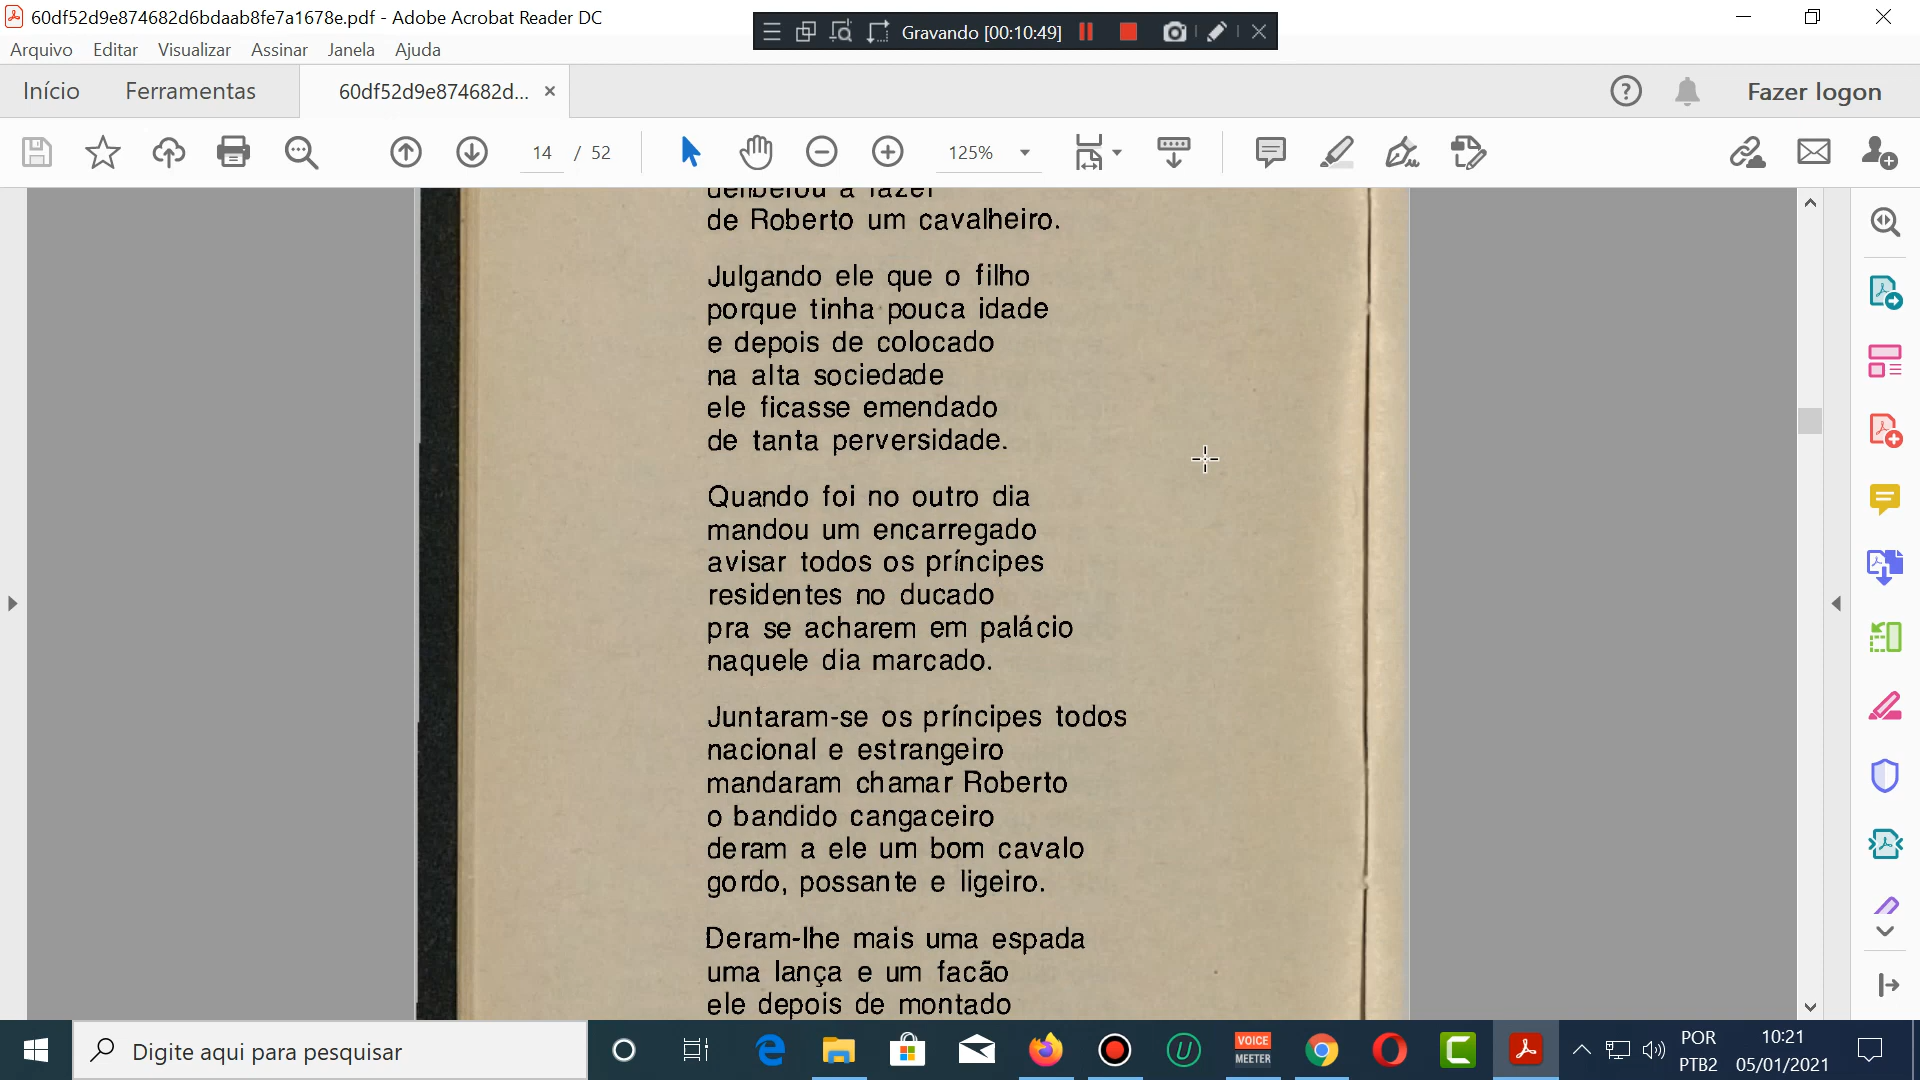 60df52d9e874682d6bdaab8fe7a1678e.pdf - Adobe Acrobat Reader DC
Gravando [00:10:49]
Arquivo Editar Visualizar Assinar Janela Ajuda
Início Ferramentas 60df52d9e874682d... Fazer logon
14 / 52 125%
deliberou a fazer
de Roberto um cavalheiro.
Julgando ele que o filho
porque tinha pouca idade
e depois de colocado
na alta sociedade
ele ficasse emendado
de tanta perversidade.
Quando foi no outro dia
mandou um encarregado
avisar todos os príncipes
residentes no ducado
pra se acharem em palácio
naquele dia marcado.
Juntaram-se os príncipes todos
nacional e estrangeiro
mandaram chamar Roberto
o bandido cangaceiro
deram a ele um bom cavalo
gordo, possante e ligeiro.
Deram-lhe mais uma espada
uma lança e um facão
ele depois de montado
Digite aqui para pesquisar
VOICE
MEETER
POR
PTB2
10:21
05/01/2021